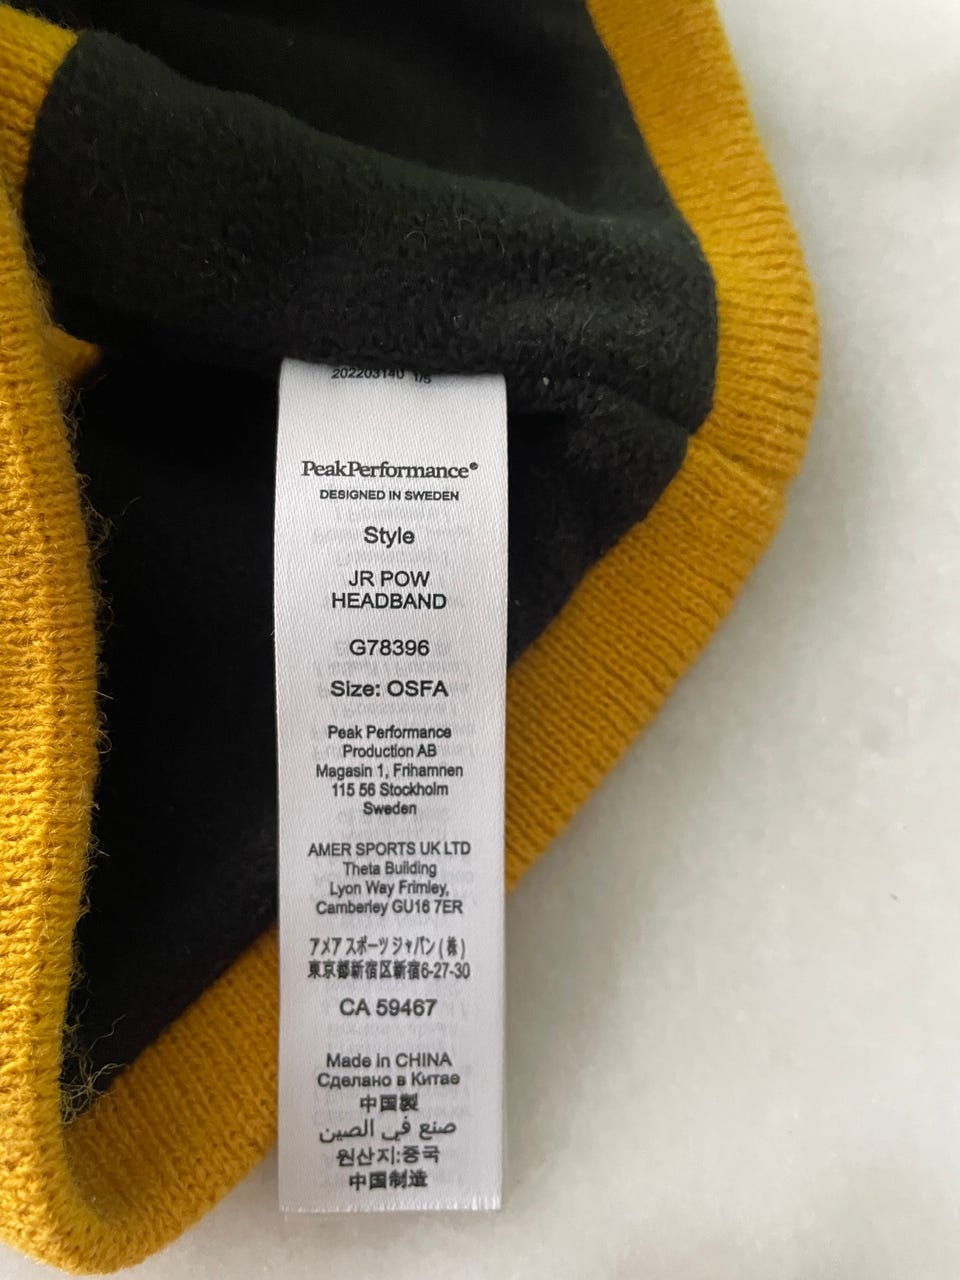 202203140 1/5
PeakPerformance®
DESIGNED IN SWEDEN
Style
JR POW
HEADBAND
G78396
Size: OSFA
Peak Performance
Production AB
Magasin 1, Frihamnen
115 56 Stockholm
Sweden
AMER SPORTS UK LTD
Theta Building
Lyon Way Frimley,
Camberley GU16 7ER
アメア スポーツ ジャパン (株)
東京都新宿区新宿6-27-30
CA 59467
Made in CHINA
Сделано в Китае
中国製
صنع في الصين
원산지:중국
中国制造